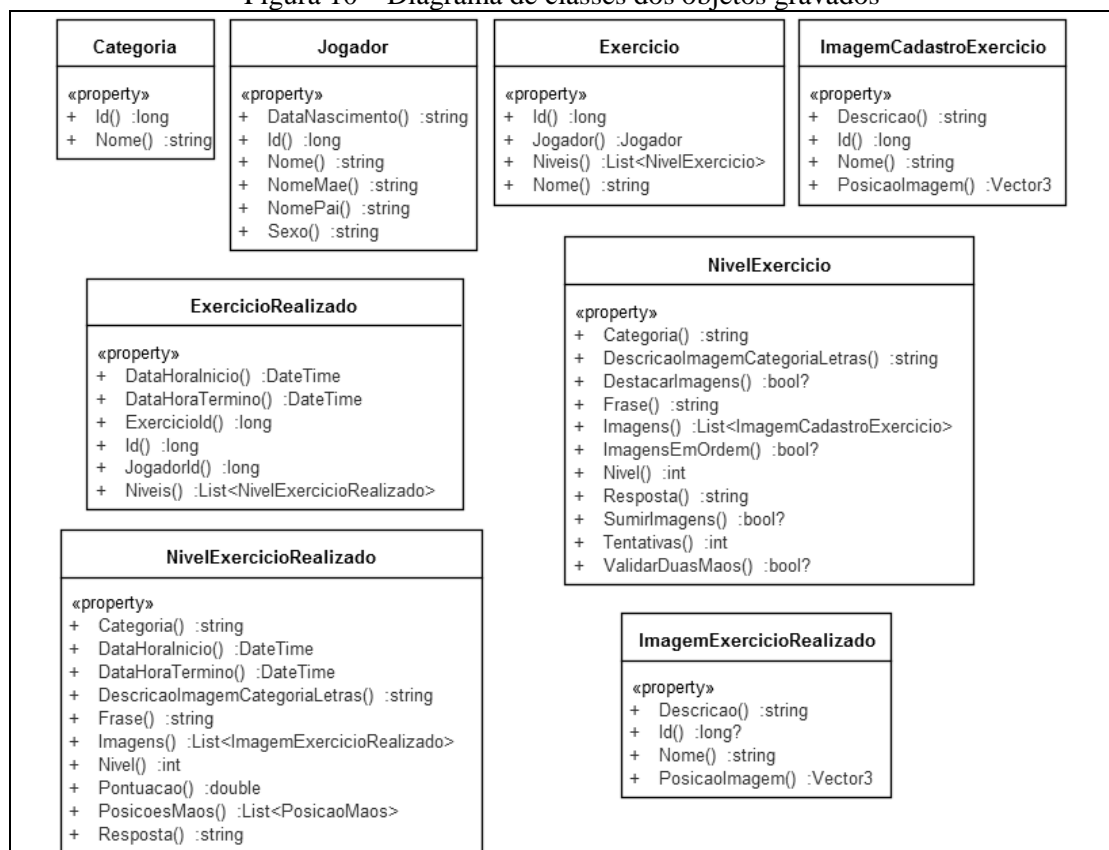 Figura 10 – Diagrama de classes dos objetos gravados
Categoria
«property»
+ Id() :long
+ Nome() :string
Jogador
«property»
+ DataNascimento() :string
+ Id() :long
+ Nome() :string
+ NomeMae() :string
+ NomePai() :string
+ Sexo() :string
Exercicio
«property»
+ Id() :long
+ Jogador() :Jogador
+ Niveis() :List<NivelExercicio>
+ Nome() :string
ImagemCadastroExercicio
«property»
+ Descricao() :string
+ Id() :long
+ Nome() :string
+ PosicaoImagem() :Vector3
ExercicioRealizado
«property»
+ DataHoraInicio() :DateTime
+ DataHoraTermino() :DateTime
+ ExercicioId() :long
+ Id() :long
+ JogadorId() :long
+ Niveis() :List<NivelExercicioRealizado>
NivelExercicio
«property»
+ Categoria() :string
+ DescricaoImagemCategoriaLetras() :string
+ DestacarImagens() :bool?
+ Frase() :string
+ Imagens() :List<ImagemCadastroExercicio>
+ ImagensEmOrdem() :bool?
+ Nivel() :int
+ Resposta() :string
+ SumirImagens() :bool?
+ Tentativas() :int
+ ValidarDuasMaos() :bool?
NivelExercicioRealizado
«property»
+ Categoria() :string
+ DataHoraInicio() :DateTime
+ DataHoraTermino() :DateTime
+ DescricaoImagemCategoriaLetras() :string
+ Frase() :string
+ Imagens() :List<ImagemExercicioRealizado>
+ Nivel() :int
+ Pontuacao() :double
+ PosicoesMaos() :List<PosicaoMaos>
+ Resposta() :string
ImagemExercicioRealizado
«property»
+ Descricao() :string
+ Id() :long?
+ Nome() :string
+ PosicaoImagem() :Vector3